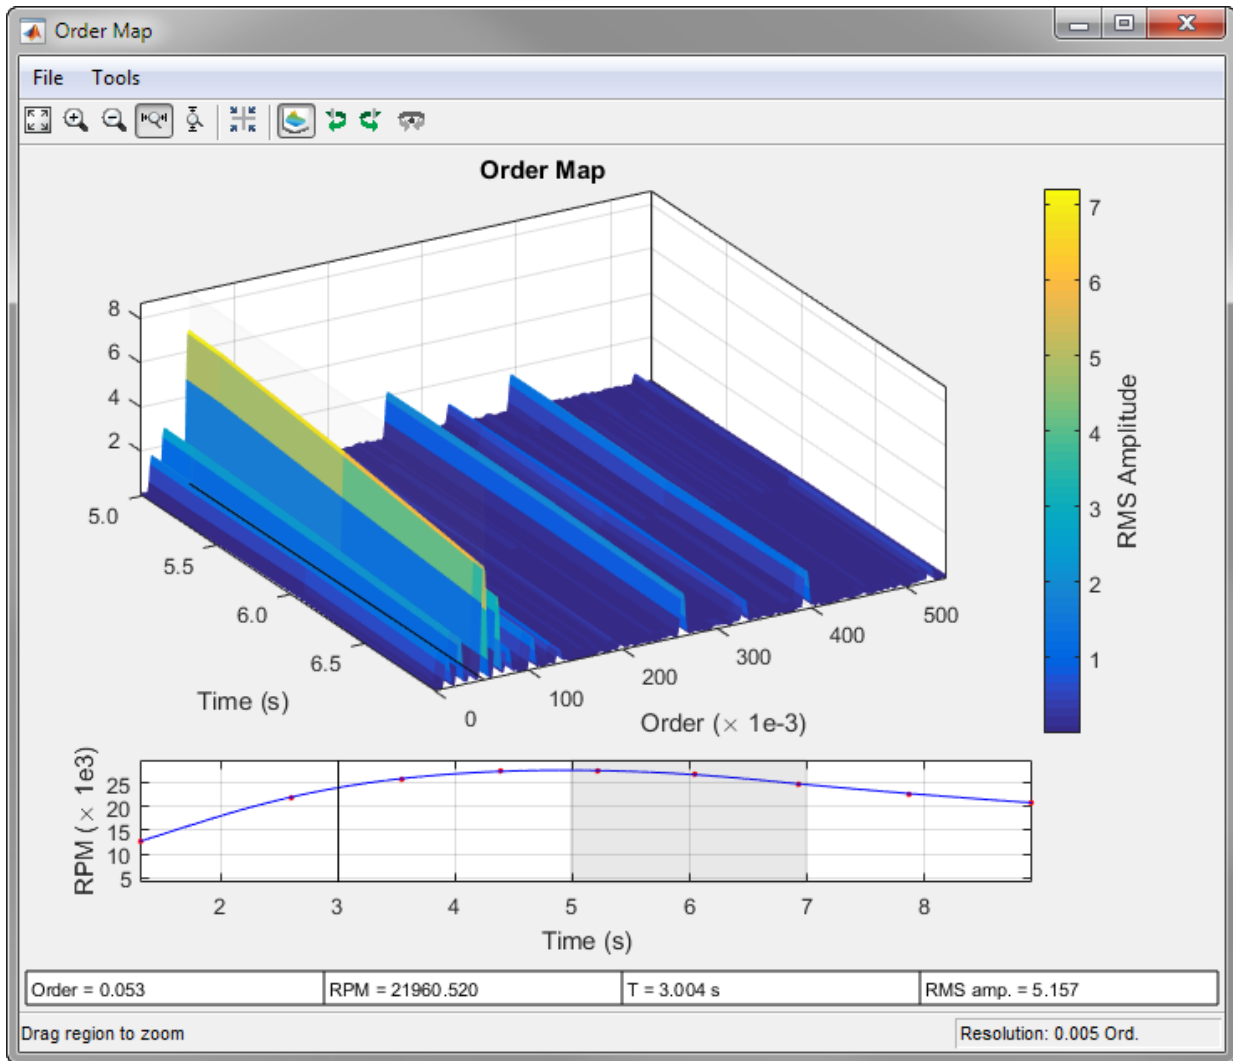 Order Map
File Tools
Order Map
8
6
4
2
5.0
5.5
6.0
6.5
Time (s)
0
100
200
300
400
500
Order (× 1e-3)
7
6
5
4
3
2
1
RMS Amplitude
RPM (× 1e3)
25
20
15
10
5
2 3 4 5 6 7 8
Time (s)
Order = 0.053 RPM = 21960.520 T = 3.004 s RMS amp. = 5.157
Drag region to zoom Resolution: 0.005 Ord.